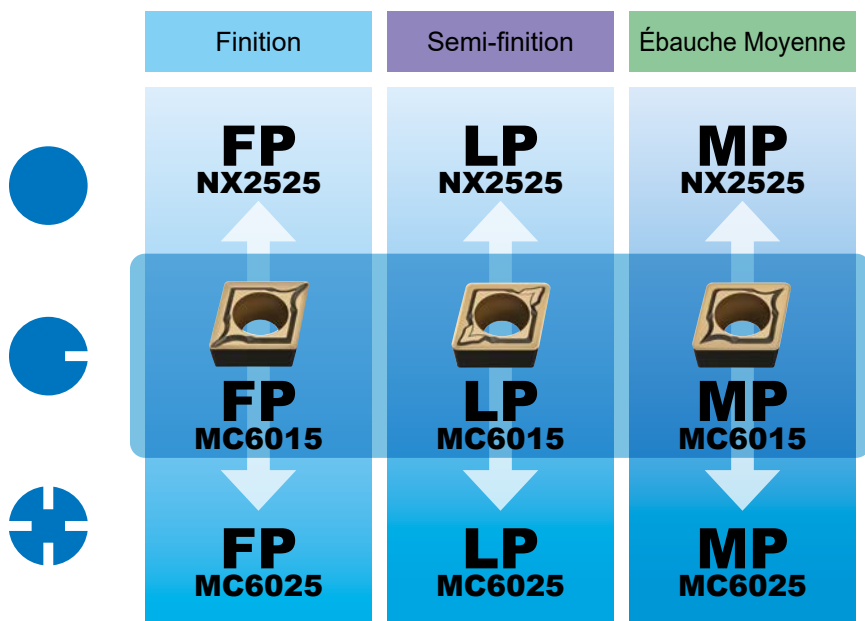 Finition
Semi-finition
Ébauche Moyenne
FP
LP
MP
NX2525
NX2525
NX2525
FP
LP
MP
MC6015
MC6015
MC6015
FP
LP
MP
MC6025
MC6025
MC6025